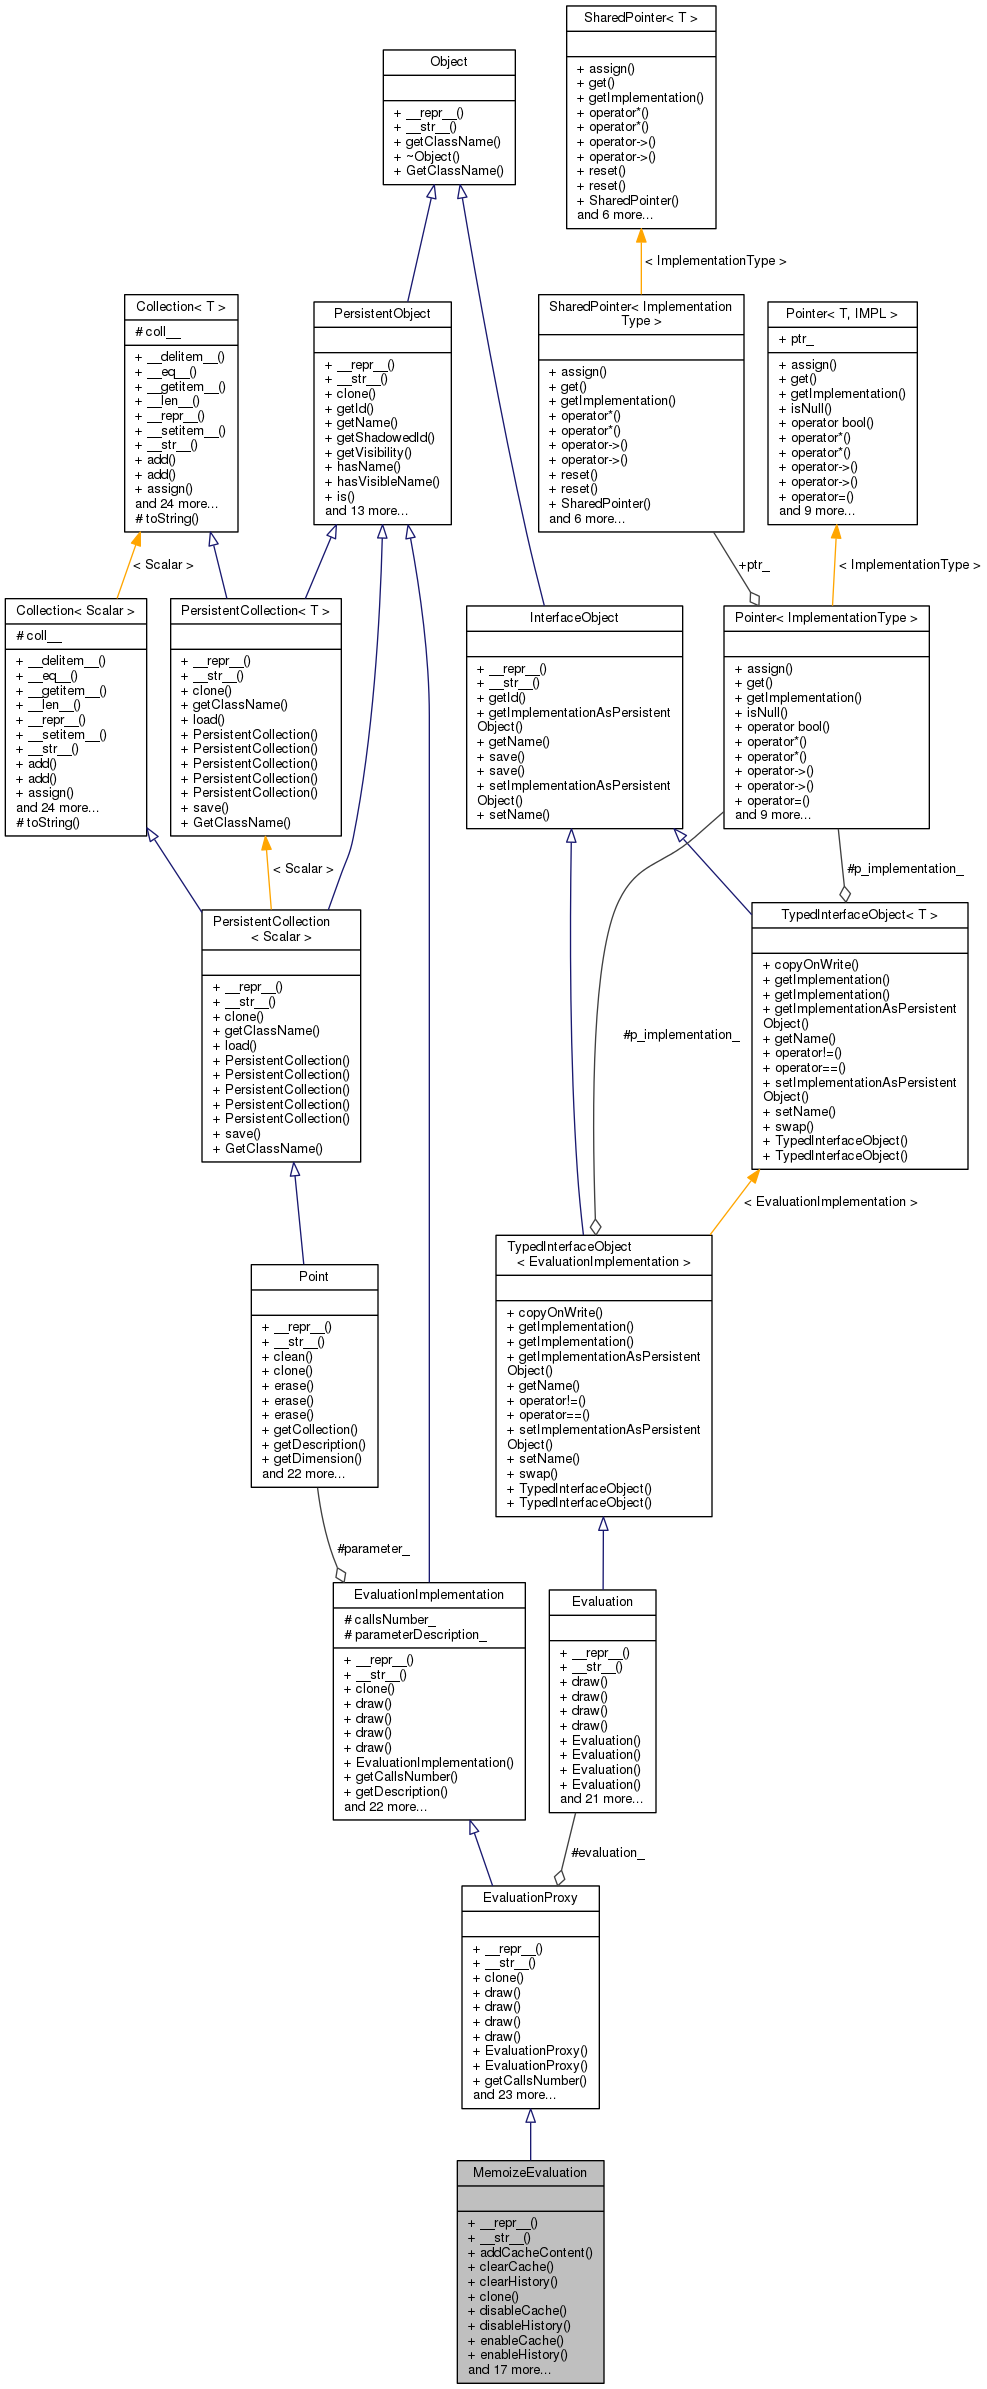 SharedPointer< T >
+ assign()
+ get()
+ getImplementation()
+ operator*()
+ operator*()
+ operator->()
+ operator->()
+ reset()
+ reset()
+ SharedPointer()
and 6 more...
Object
+ __repr__()
+ __str__()
+ getClassName()
+ ~Object()
+ GetClassName()
< ImplementationType >
Collection< T >
# coll__
+ __delitem__()
+ __eq__()
+ __getitem__()
+ __len__()
+ __repr__()
+ __setitem__()
+ __str__()
+ add()
+ add()
+ assign()
and 24 more...
# toString()
PersistentObject
+ __repr__()
+ __str__()
+ clone()
+ getId()
+ getName()
+ getShadowedId()
+ getVisibility()
+ hasName()
+ hasVisibleName()
+ is()
and 13 more...
SharedPointer< Implementation
Type >
+ assign()
+ get()
+ getImplementation()
+ operator*()
+ operator*()
+ operator->()
+ operator->()
+ reset()
+ reset()
+ SharedPointer()
and 6 more...
Pointer< T, IMPL >
+ ptr_
+ assign()
+ get()
+ getImplementation()
+ isNull()
+ operator bool()
+ operator*()
+ operator*()
+ operator->()
+ operator->()
+ operator=()
and 9 more...
< Scalar >
+ptr_
< ImplementationType >
Collection< Scalar >
# coll__
+ __delitem__()
+ __eq__()
+ __getitem__()
+ __len__()
+ __repr__()
+ __setitem__()
+ __str__()
+ add()
+ add()
+ assign()
and 24 more...
# toString()
PersistentCollection< T >
+ __repr__()
+ __str__()
+ clone()
+ getClassName()
+ load()
+ PersistentCollection()
+ PersistentCollection()
+ PersistentCollection()
+ PersistentCollection()
+ PersistentCollection()
+ save()
+ GetClassName()
InterfaceObject
+ __repr__()
+ __str__()
+ getId()
+ getImplementationAsPersistent
Object()
+ getName()
+ save()
+ save()
+ setImplementationAsPersistent
Object()
+ setName()
Pointer< ImplementationType >
+ assign()
+ get()
+ getImplementation()
+ isNull()
+ operator bool()
+ operator*()
+ operator*()
+ operator->()
+ operator->()
+ operator=()
and 9 more...
< Scalar >
#p_implementation_
PersistentCollection
< Scalar >
+ __repr__()
+ __str__()
+ clone()
+ getClassName()
+ load()
+ PersistentCollection()
+ PersistentCollection()
+ PersistentCollection()
+ PersistentCollection()
+ PersistentCollection()
+ save()
+ GetClassName()
#p_implementation_
TypedInterfaceObject< T >
+ copyOnWrite()
+ getImplementation()
+ getImplementation()
+ getImplementationAsPersistent
Object()
+ getName()
+ operator!=()
+ operator==()
+ setImplementationAsPersistent
Object()
+ setName()
+ swap()
+ TypedInterfaceObject()
+ TypedInterfaceObject()
< EvaluationImplementation >
Point
+ __repr__()
+ __str__()
+ clean()
+ clone()
+ erase()
+ erase()
+ erase()
+ getCollection()
+ getDescription()
+ getDimension()
and 22 more...
TypedInterfaceObject
< EvaluationImplementation >
+ copyOnWrite()
+ getImplementation()
+ getImplementation()
+ getImplementationAsPersistent
Object()
+ getName()
+ operator!=()
+ operator==()
+ setImplementationAsPersistent
Object()
+ setName()
+ swap()
+ TypedInterfaceObject()
+ TypedInterfaceObject()
#parameter_
EvaluationImplementation
# callsNumber_
# parameterDescription_
+ __repr__()
+ __str__()
+ clone()
+ draw()
+ draw()
+ draw()
+ draw()
+ EvaluationImplementation()
+ getCallsNumber()
+ getDescription()
and 22 more...
Evaluation
+ __repr__()
+ __str__()
+ draw()
+ draw()
+ draw()
+ draw()
+ Evaluation()
+ Evaluation()
+ Evaluation()
+ Evaluation()
and 21 more...
#evaluation_
EvaluationProxy
+ __repr__()
+ __str__()
+ clone()
+ draw()
+ draw()
+ draw()
+ draw()
+ EvaluationProxy()
+ EvaluationProxy()
+ getCallsNumber()
and 23 more...
MemoizeEvaluation
+ __repr__()
+ __str__()
+ addCacheContent()
+ clearCache()
+ clearHistory()
+ clone()
+ disableCache()
+ disableHistory()
+ enableCache()
+ enableHistory()
and 17 more...